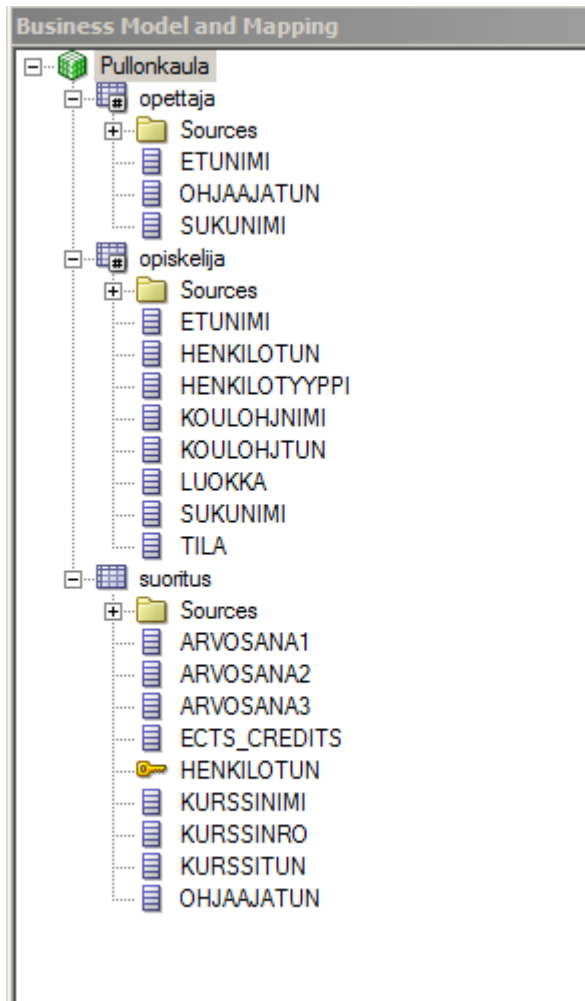 Business Model and Mapping
Pullonkaula
opettaja
Sources
ETUNIMI
OHJAAJATUN
SUKUNIMI
opiskelija
Sources
ETUNIMI
HENKILOTUN
HENKILOTYYPPI
KOULOHJNIMI
KOULOHJTUN
LUOKKA
SUKUNIMI
TILA
suoritus
Sources
ARVOSANA1
ARVOSANA2
ARVOSANA3
ECTS_CREDITS
HENKILOTUN
KURSSINIMI
KURSSINRO
KURSSITUN
OHJAAJATUN